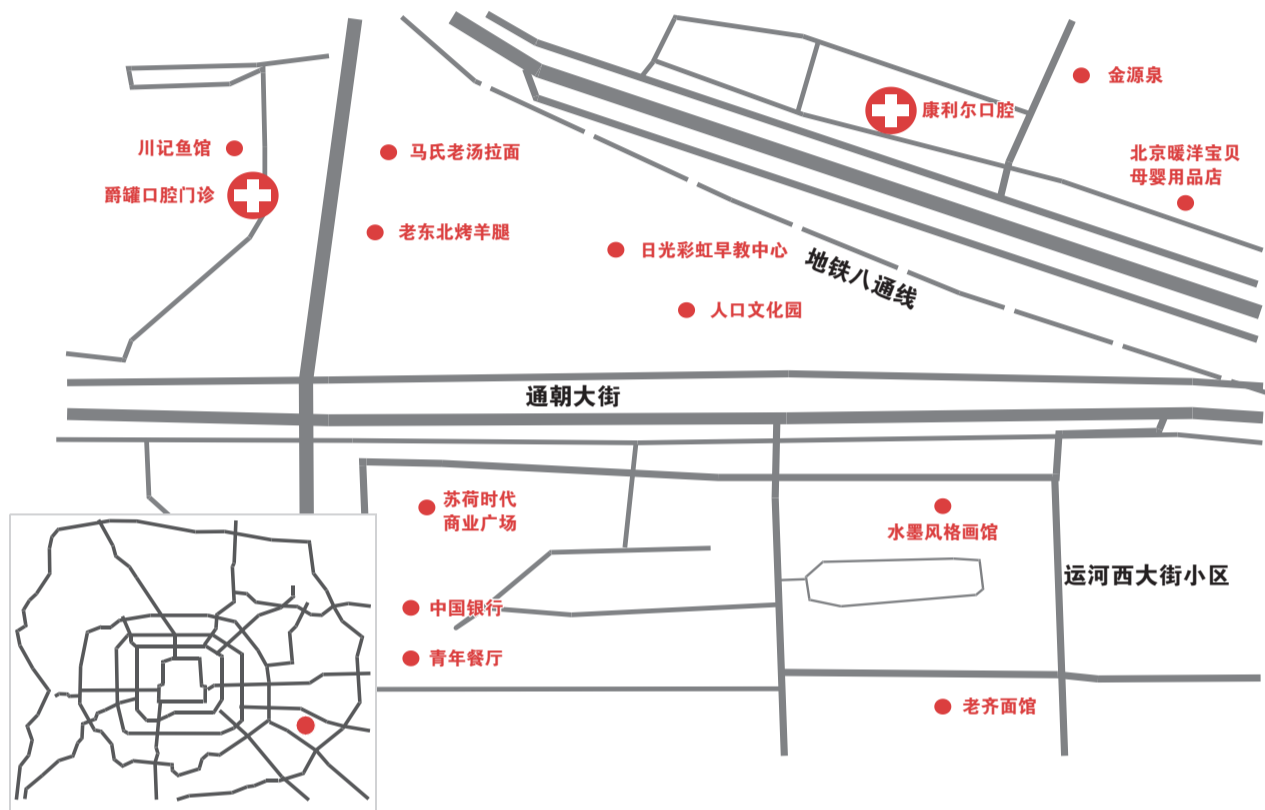 金源泉
康利尔口腔
川记鱼馆
马氏老汤拉面
北京暖洋宝贝
母婴用品店
爵罐口腔门诊
老东北烤羊腿
日光彩虹早教中心
地铁八通线
人口文化园
通朝大街
苏荷时代
商业广场
水墨风格画馆
运河西大街小区
中国银行
青年餐厅
老齐面馆